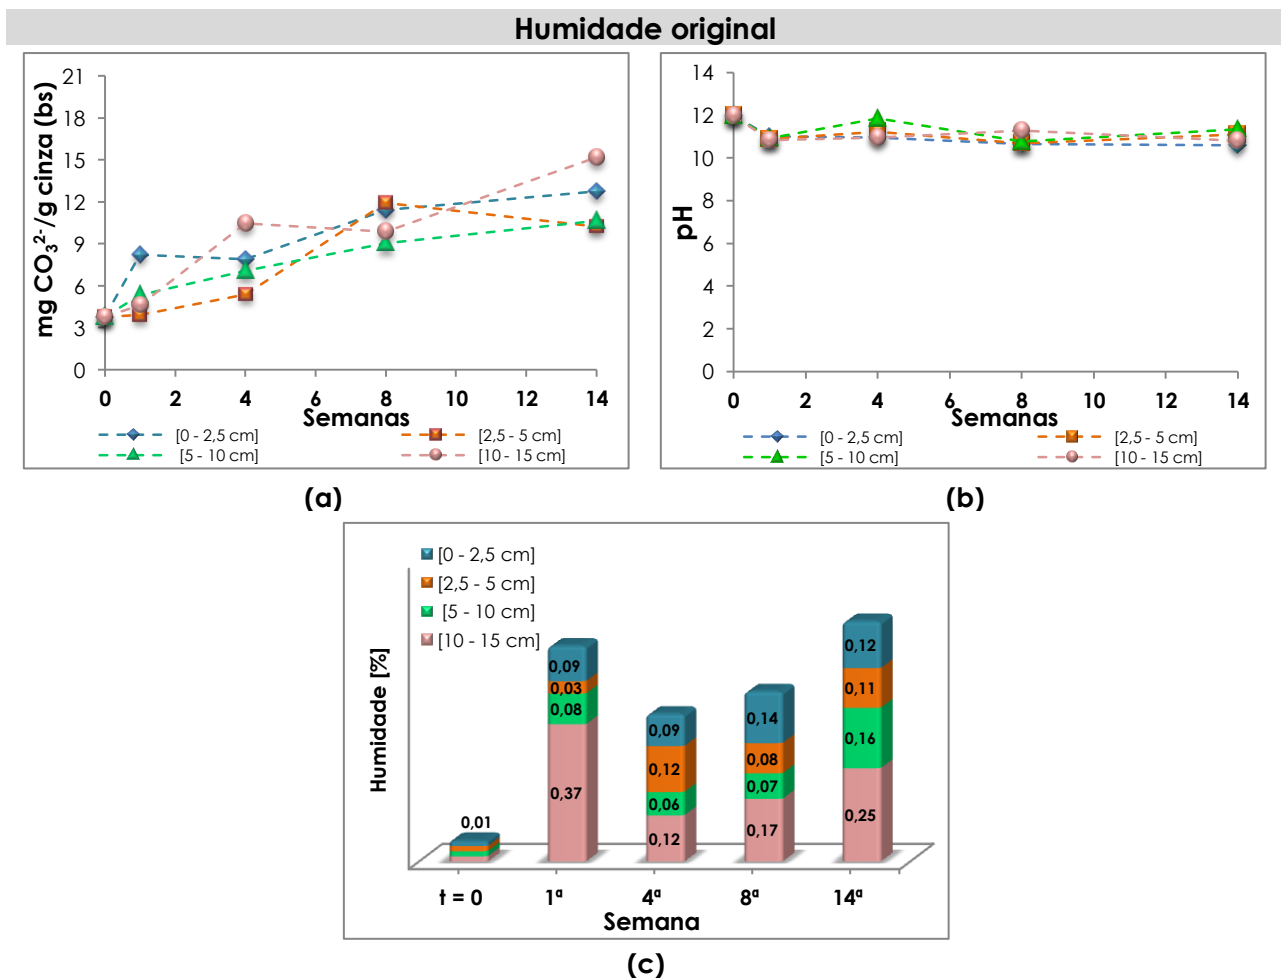 Humidade original
mg CO₃²⁻/g cinza (bs)
21
18
15
12
9
6
3
0
0 2 4 6 8 10 12 14
Semanas
[0 - 2,5 cm] [2,5 - 5 cm]
[5 - 10 cm] [10 - 15 cm]
(a)
pH
14
12
10
8
6
4
2
0
0 2 4 6 8 10 12 14
Semanas
[0 - 2,5 cm] [2,5 - 5 cm]
[5 - 10 cm] [10 - 15 cm]
(b)
[0 - 2,5 cm]
[2,5 - 5 cm]
[5 - 10 cm]
[10 - 15 cm]
Humidade [%]
0,01
0,09
0,03
0,08
0,37
0,09
0,12
0,06
0,12
0,14
0,08
0,07
0,17
0,12
0,11
0,16
0,25
t = 0 1ª 4ª 8ª 14ª
Semana
(c)